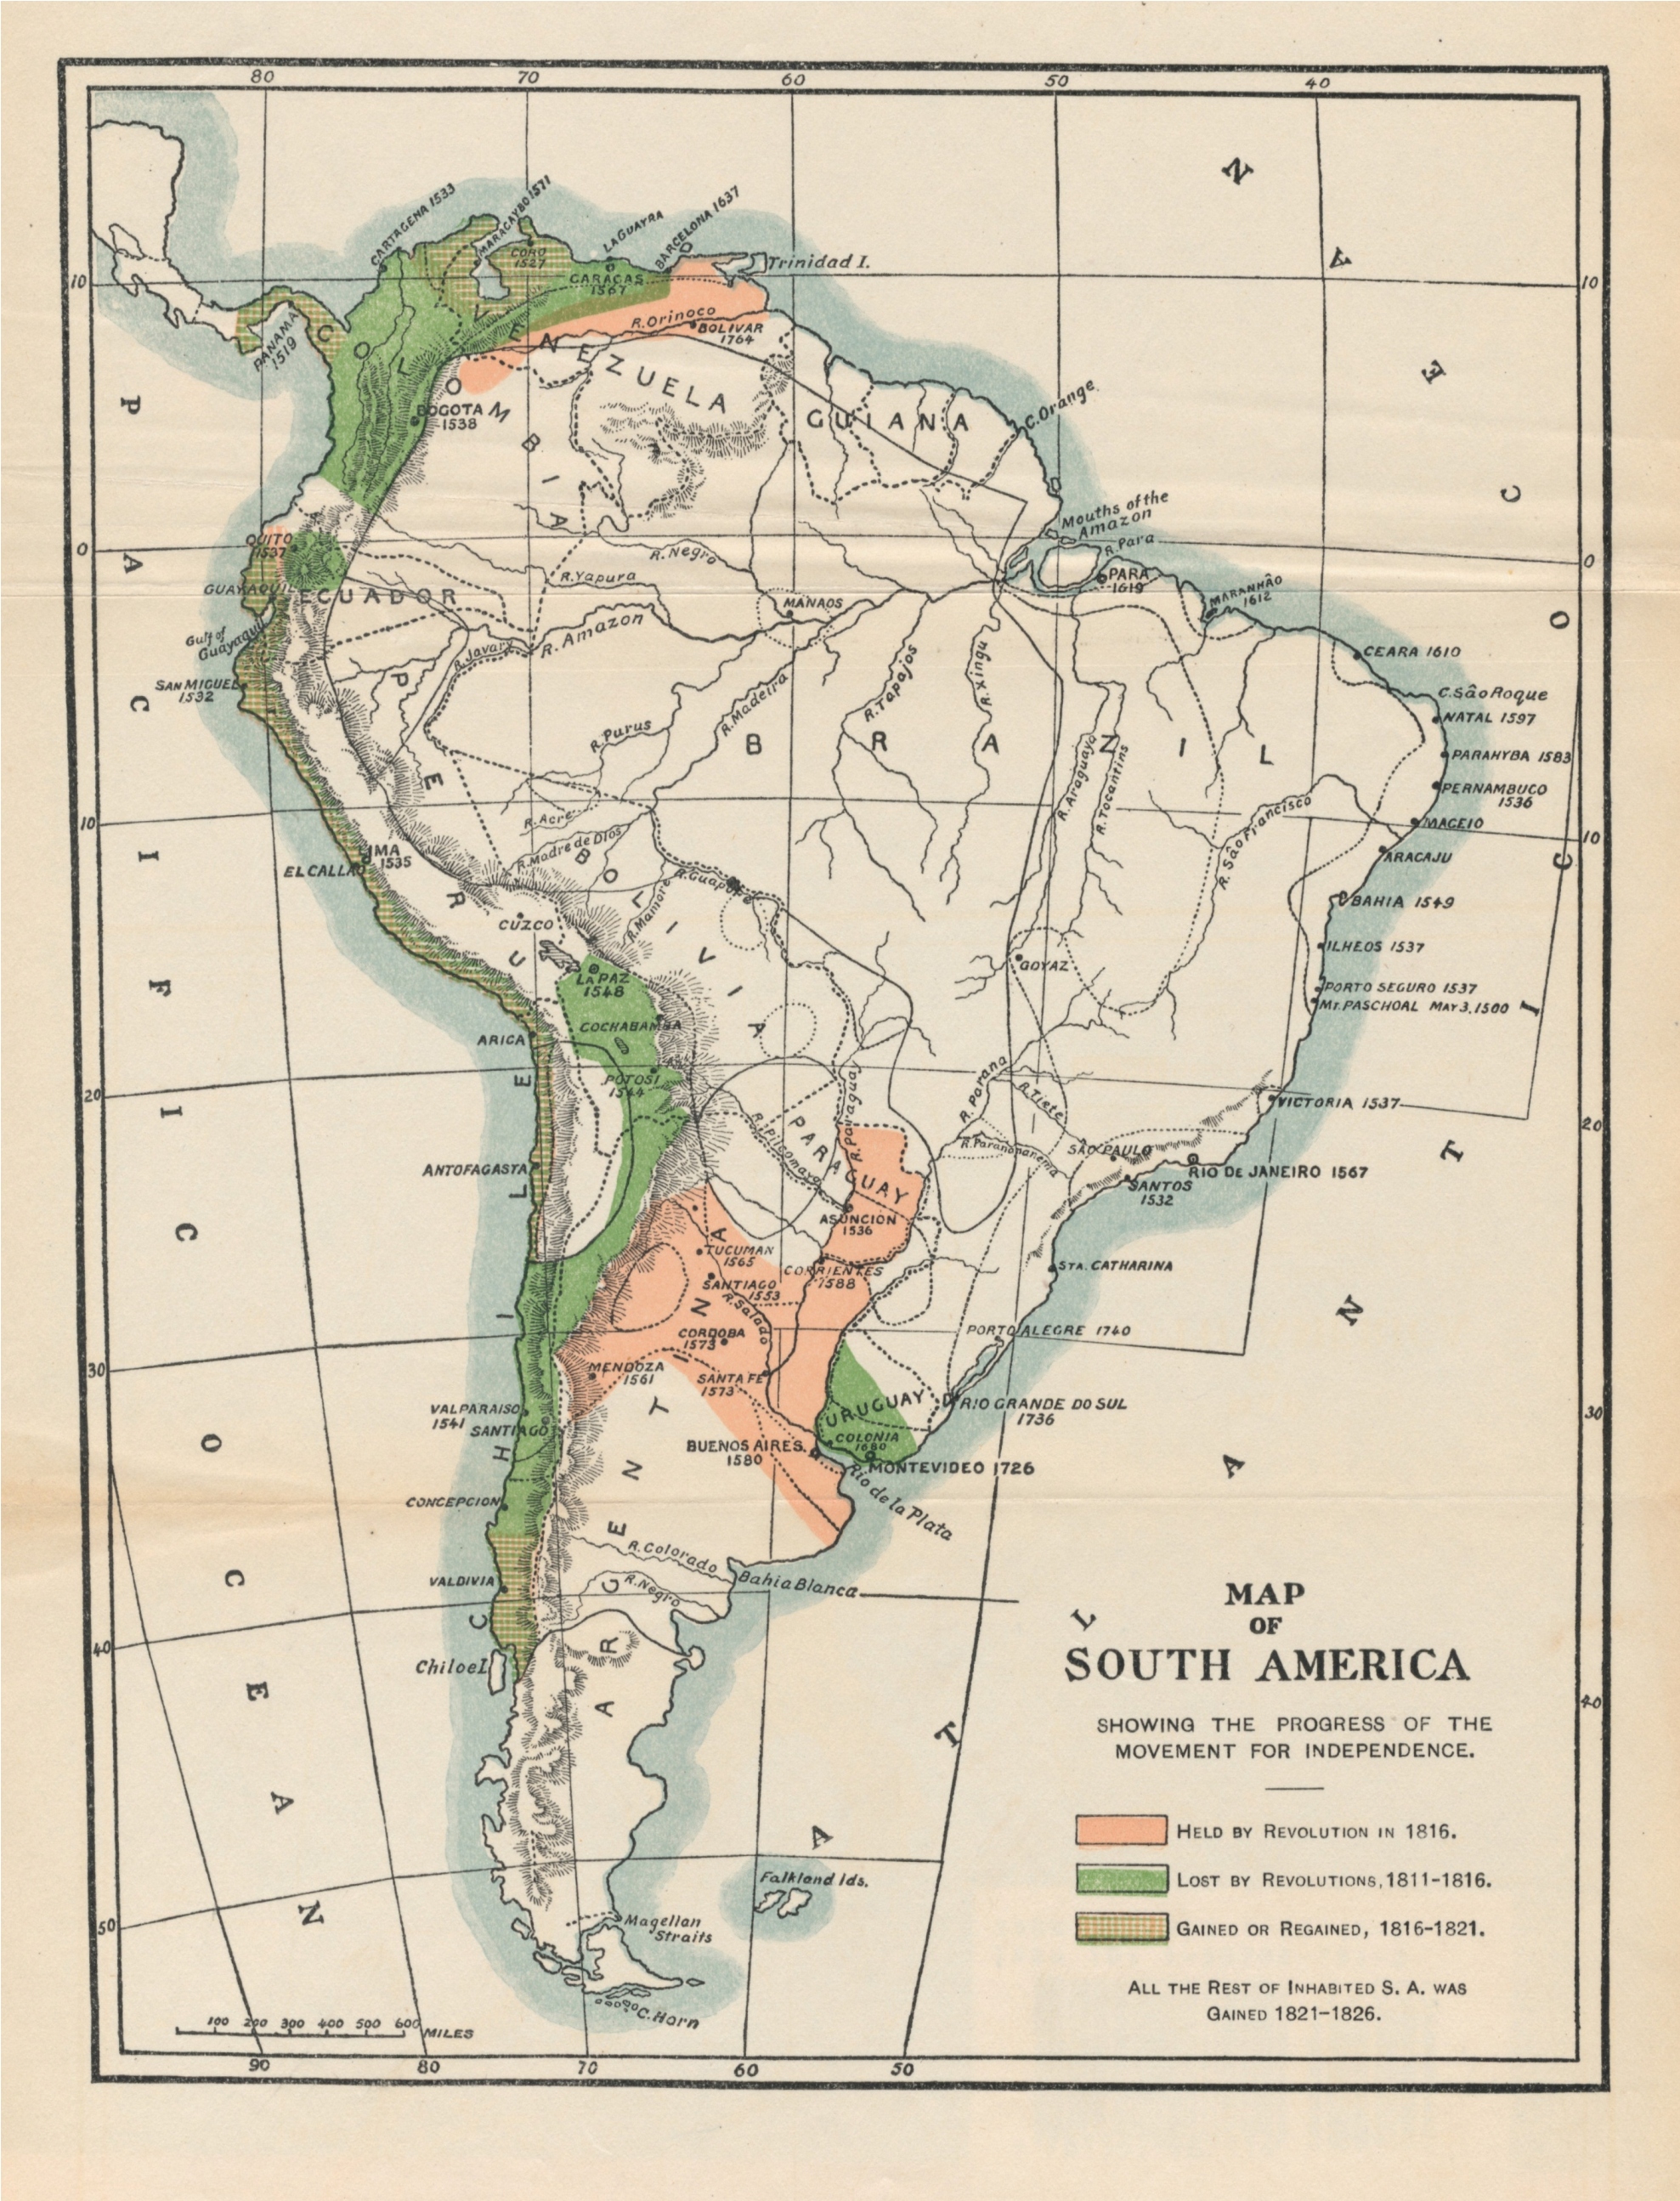 80 70 60 50 40
CARTAGENA 1533
MARACAYBO 1571
LAGUAYRA
BARCELONA 1637
CORO
1527
CARACAS
1567
Trinidad I.
10
10
PANAMA
1519
R. Orinoco
BOLIVAR
1764
VENEZUELA
COLOMBIA
BOGOTA
1538
GUIANA
C. Orange
Mouths of the
Amazon
R. Para
0
0
QUITO
1537
GUAYAQUIL
ECUADOR
Gulf of
Guayaquil
R. Negro
R. Yapura
MANAOS
PARA
1619
MARANHÃO
1612
R. Amazon
R. Javary
CEARA 1610
SAN MIGUEL
1532
C. São Roque
NATAL 1597
PARAHYBA 1583
PERNAMBUCO
1536
MACEIO
ARACAJU
BAHIA 1549
ILHEOS 1537
PORTO SEGURO 1537
MT. PASCHOAL MAY 3, 1500
R. Purus
R. Madeira
R. Tapajos
R. Xingu
R. Araguaya
R. Tocantins
R. São Francisco
BRAZIL
PERU
10
10
R. Acre
R. Madre de Dios
LIMA
1535
EL CALLAO
R. Guaporé
R. Mamoré
BOLIVIA
CUZCO
LA PAZ
1548
GOYAZ
COCHABAMBA
ARICA
POTOSI
1544
20
20
R. Parana
R. Tiete
R. Paranapanema
R. Paraguay
R. Pilcomayo
PARAGUAY
VICTORIA 1537
SÃO PAULO
RIO DE JANEIRO 1567
SANTOS
1532
ANTOFAGASTA
ASUNCION
1536
TUCUMAN
1565
CORRIENTES
1588
STA. CATHARINA
SANTIAGO
1553
R. Salado
CORDOBA
1573
PORTO ALEGRE 1740
30
30
MENDOZA
1561
SANTA FÉ
1573
URUGUAY
RIO GRANDE DO SUL
1736
VALPARAISO
1541
SANTIAGO
COLONIA
1680
BUENOS AIRES
1580
MONTEVIDEO 1726
Rio de la Plata
CONCEPCION
CHILE
ARGENTINA
R. Colorado
VALDIVIA
R. Negro
Bahia Blanca
40
40
Chiloe I.
50
Falkland Ids.
Magellan
Straits
C. Horn
PACIFIC OCEAN
ATLANTIC OCEAN
MAP
OF
SOUTH AMERICA
SHOWING THE PROGRESS OF THE
MOVEMENT FOR INDEPENDENCE.
HELD BY REVOLUTION IN 1816.
LOST BY REVOLUTIONS, 1811-1816.
GAINED OR REGAINED, 1816-1821.
ALL THE REST OF INHABITED S. A. WAS
GAINED 1821-1826.
100 200 300 400 500 600
MILES
90 80 70 60 50